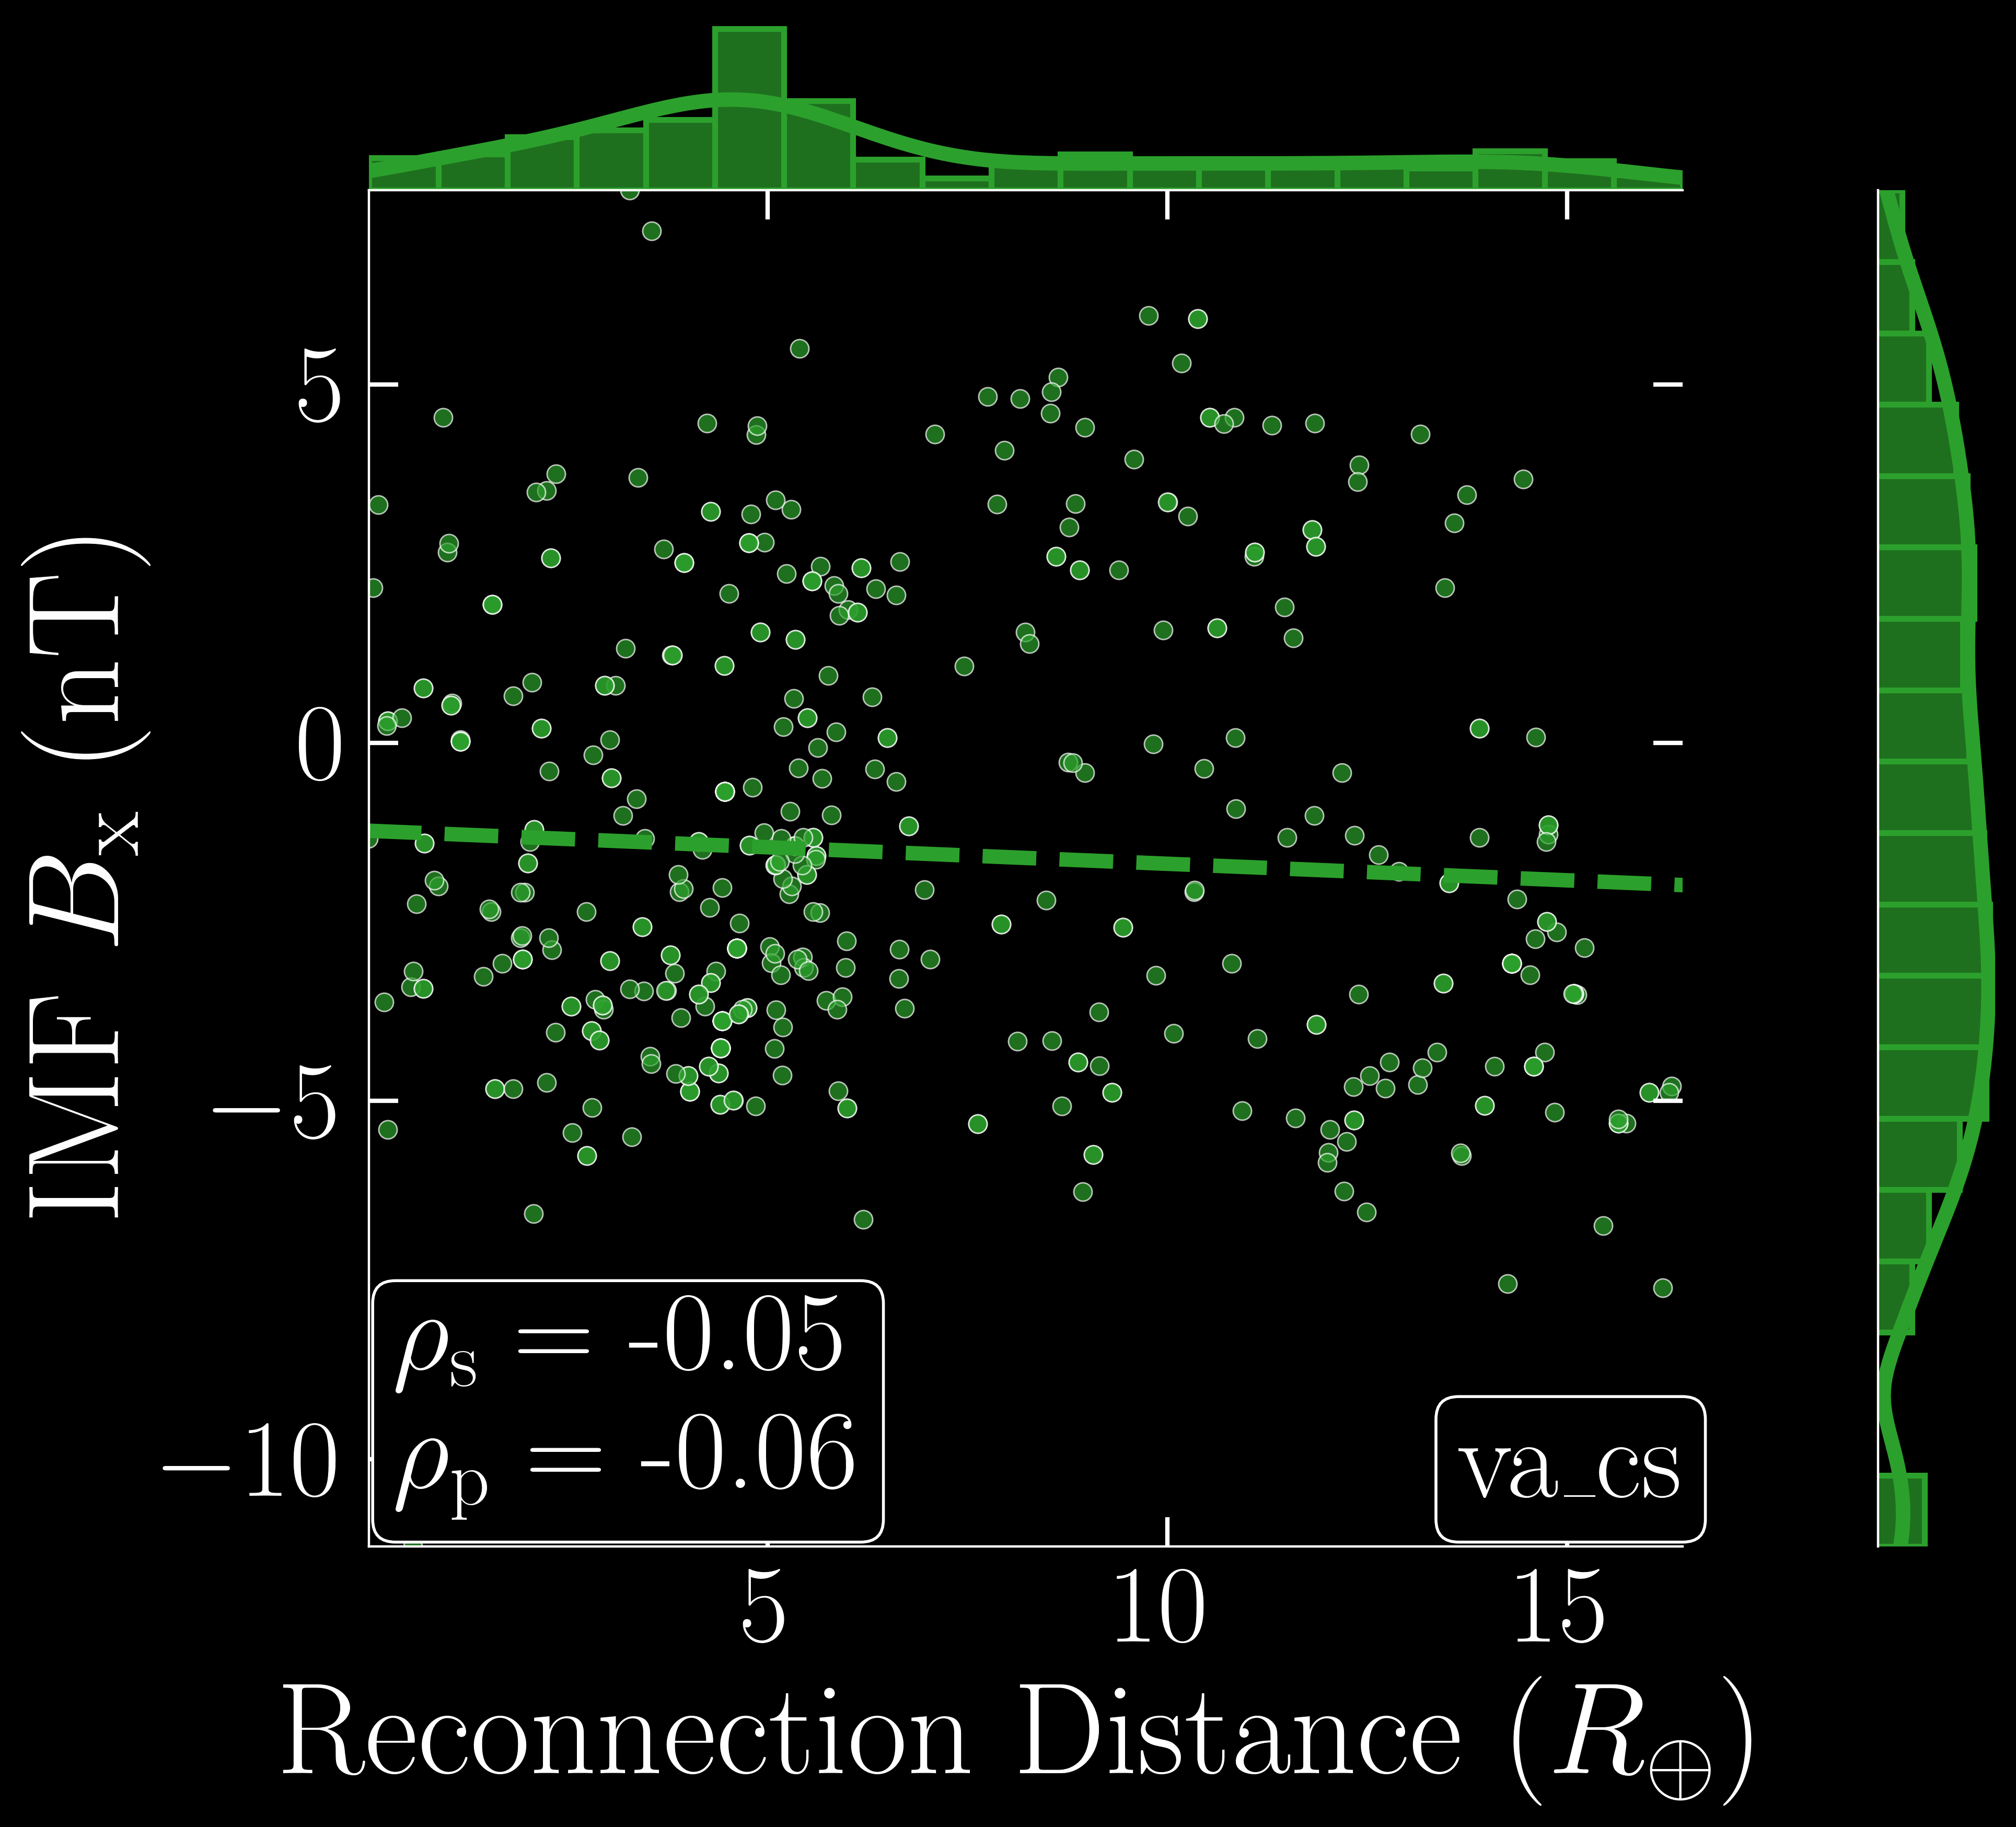 5
0
−5
−10
IMF Bx (nT)
ρs = -0.05
ρp = -0.06
va_cs
5 10 15
Reconnection Distance (R⊕)